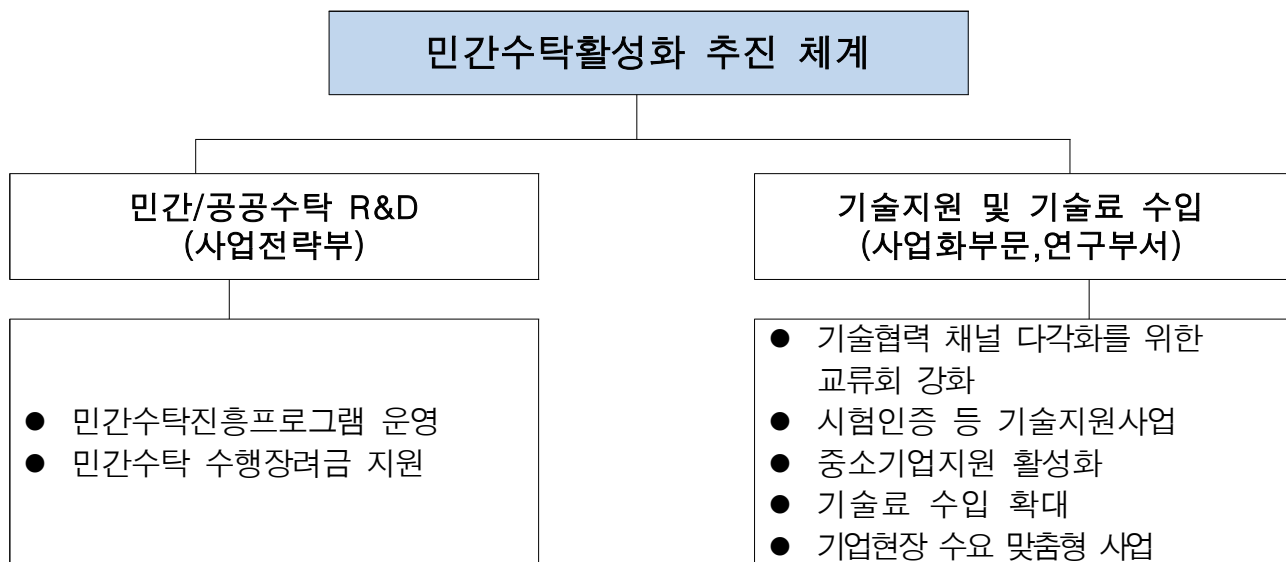 민간수탁활성화 추진 체계
민간/공공수탁 R&D
(사업전략부)
● 민간수탁진흥프로그램 운영
● 민간수탁 수행장려금 지원
기술지원 및 기술료 수입
(사업화부문,연구부서)
● 기술협력 채널 다각화를 위한
교류회 강화
● 시험인증 등 기술지원사업
● 중소기업지원 활성화
● 기술료 수입 확대
● 기업현장 수요 맞춤형 사업